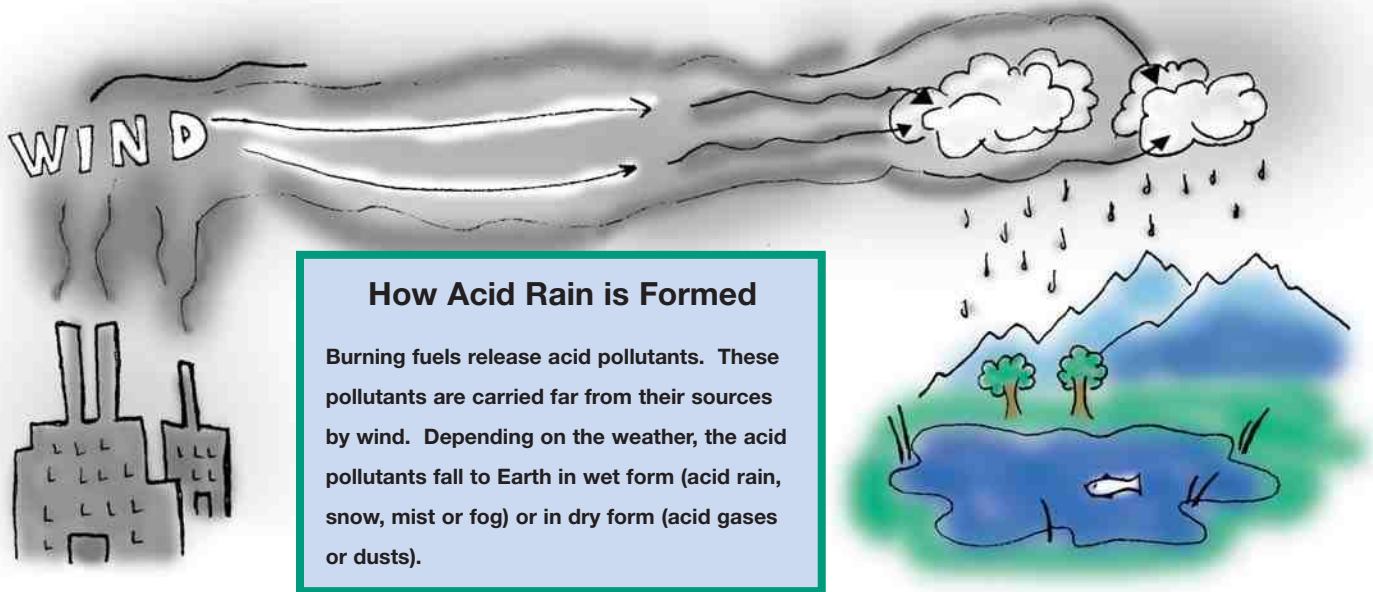 WIND
How Acid Rain is Formed
Burning fuels release acid pollutants. These
pollutants are carried far from their sources
by wind. Depending on the weather, the acid
pollutants fall to Earth in wet form (acid rain,
snow, mist or fog) or in dry form (acid gases
or dusts).